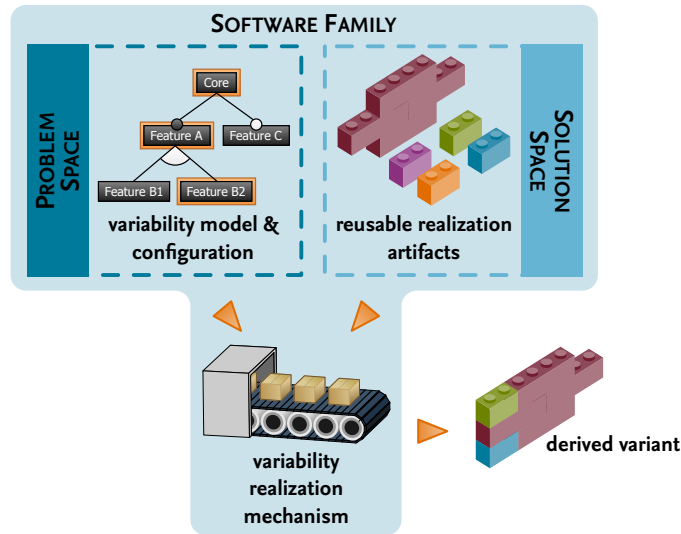 SOFTWARE FAMILY
PROBLEM
SPACE
Core
Feature A
Feature C
Feature B1
Feature B2
variability model &
configuration
reusable realization
artifacts
SOLUTION
SPACE
variability
realization
mechanism
derived variant